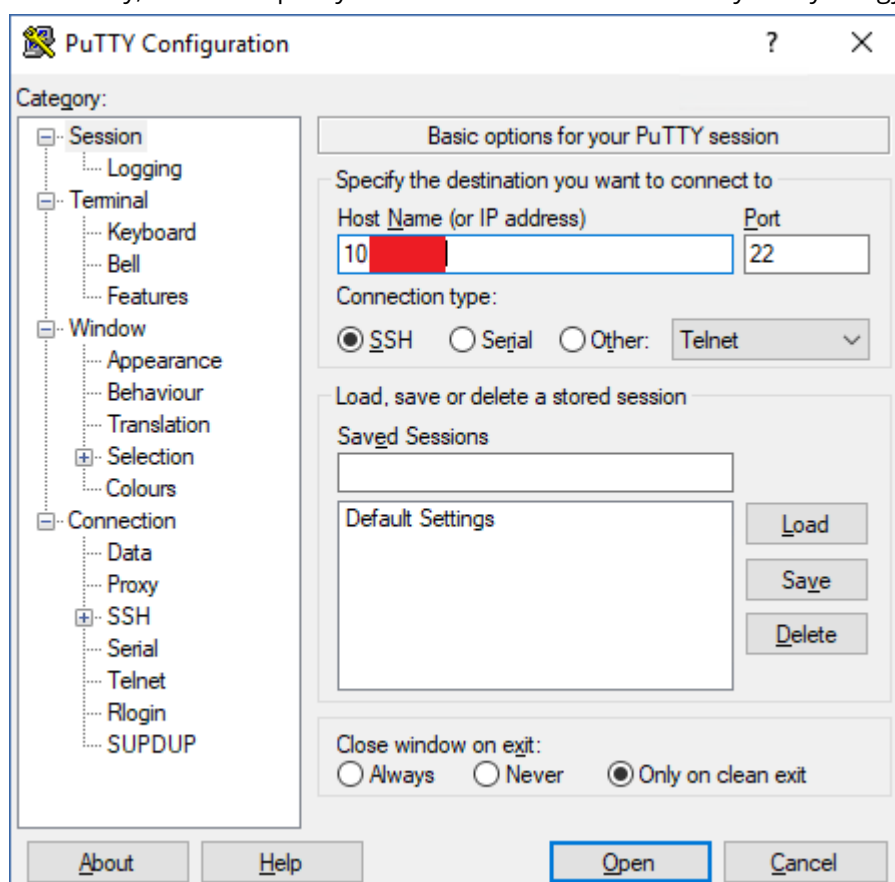 PuTTY Configuration
?
Category:
Session
Logging
Terminal
Keyboard
Bell
Features
Window
Appearance
Behaviour
Translation
Selection
Colours
Connection
Data
Proxy
SSH
Serial
Telnet
Rlogin
SUPDUP
Basic options for your PuTTY session
Specify the destination you want to connect to
Host Name (or IP address) Port
10 22
Connection type:
SSH Serial Other: Telnet
Load, save or delete a stored session
Saved Sessions
Default Settings
Load
Save
Delete
Close window on exit:
Always Never Only on clean exit
About Help Open Cancel